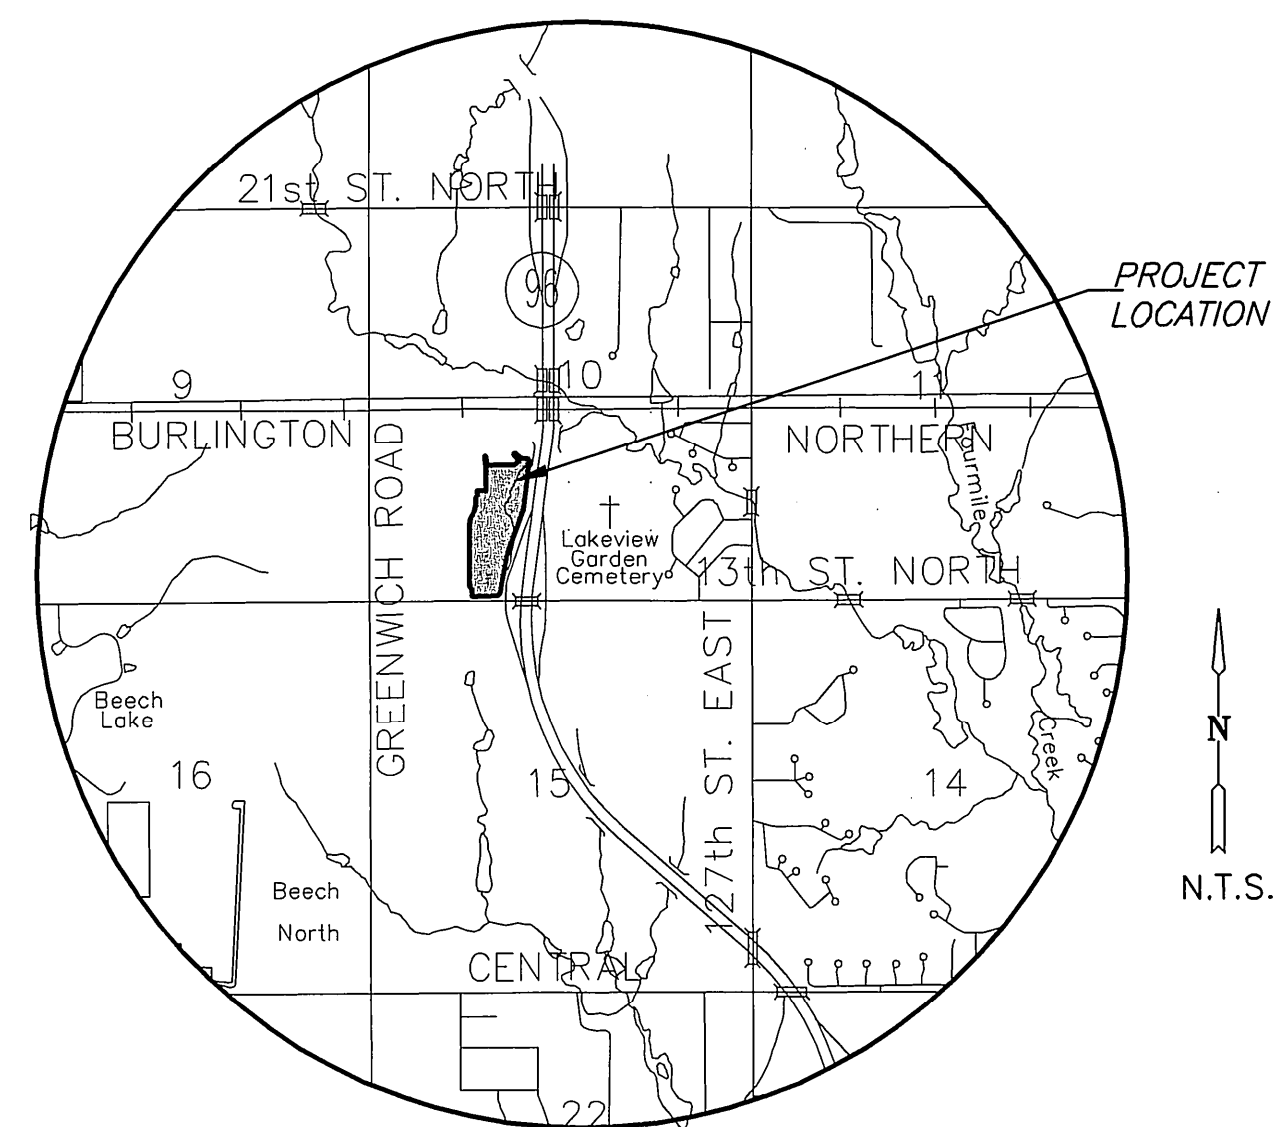 21st ST. NORTH
96
PROJECT
LOCATION
9
10
11
BURLINGTON
NORTHERN
GREENWICH ROAD
Fourmile
Lakeview
Garden
Cemetery
13th ST. NORTH
127th ST. EAST
Beech
Lake
Creek
N
16
15
14
N.T.S.
Beech
North
CENTRAL
22